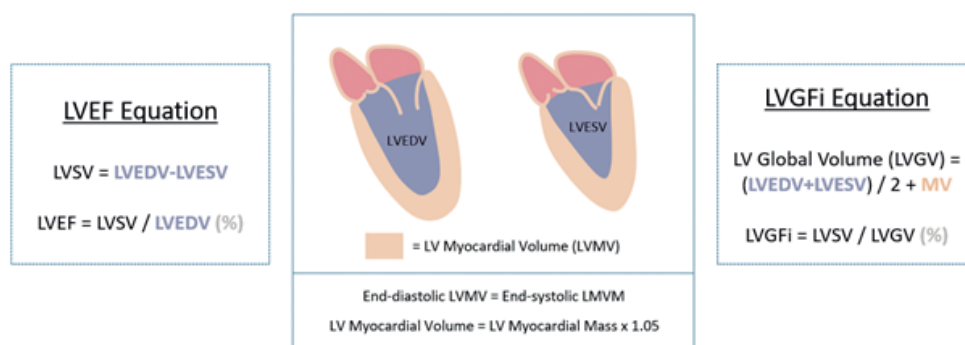 LVEF Equation
LVSV = LVEDV-LVESV
LVEF = LVSV / LVEDV (%)
LVEDV
LVESV
= LV Myocardial Volume (LVMV)
End-diastolic LVMV = End-systolic LMVM
LV Myocardial Volume = LV Myocardial Mass x 1.05
LVGFi Equation
LV Global Volume (LVGV) =
(LVEDV+LVESV) / 2 + MV
LVGFi = LVSV / LVGV (%)